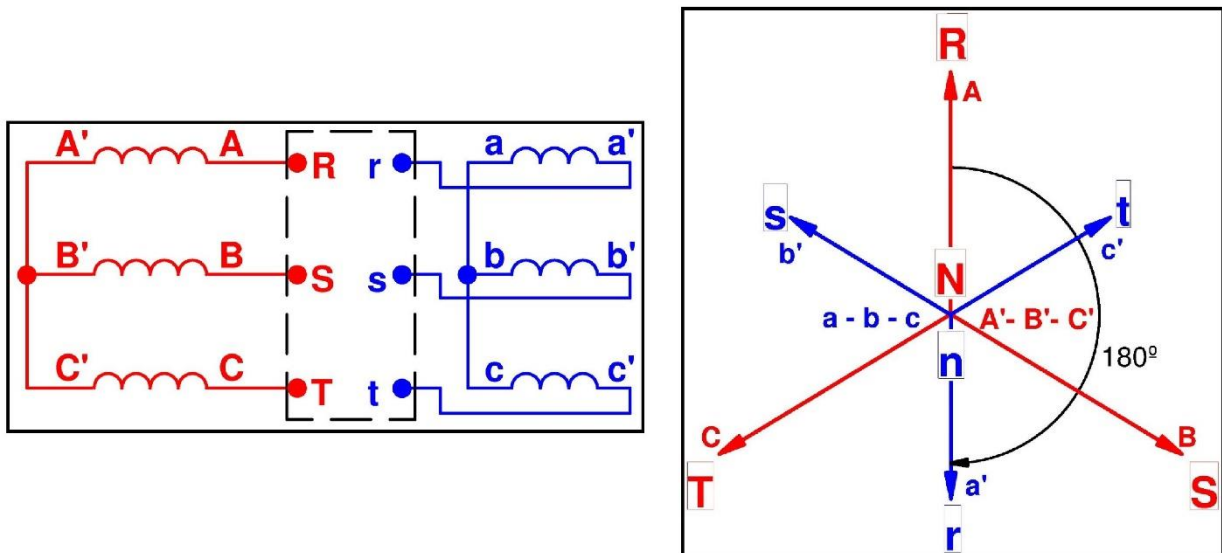 A' A R r a a'
B' B S s b b'
C' C T t c c'
R
A
s t
b' c'
N
a - b - c A'- B'- C'
n 180º
C B
T S
a'
r